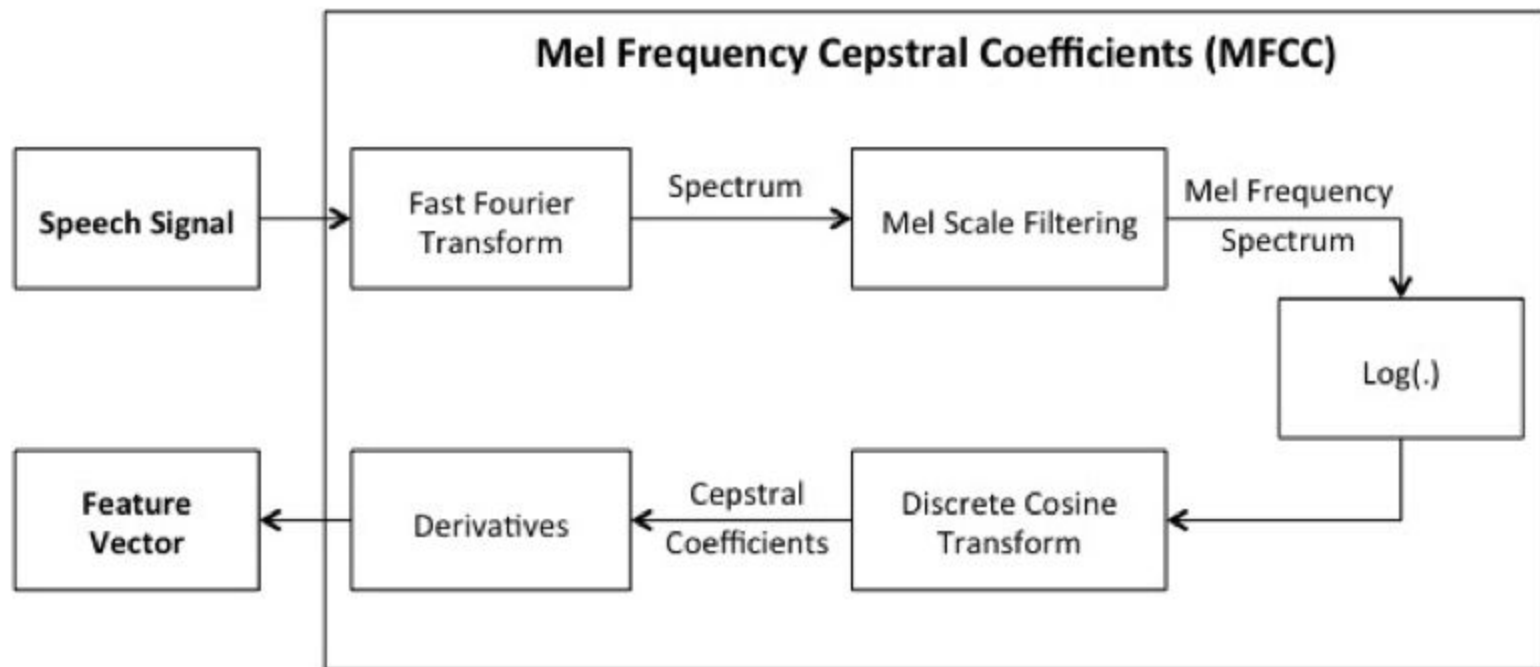 Mel Frequency Cepstral Coefficients (MFCC)
Speech Signal
Fast Fourier
Transform
Spectrum
Mel Scale Filtering
Mel Frequency
Spectrum
Log(.)
Discrete Cosine
Transform
Cepstral
Coefficients
Derivatives
Feature
Vector